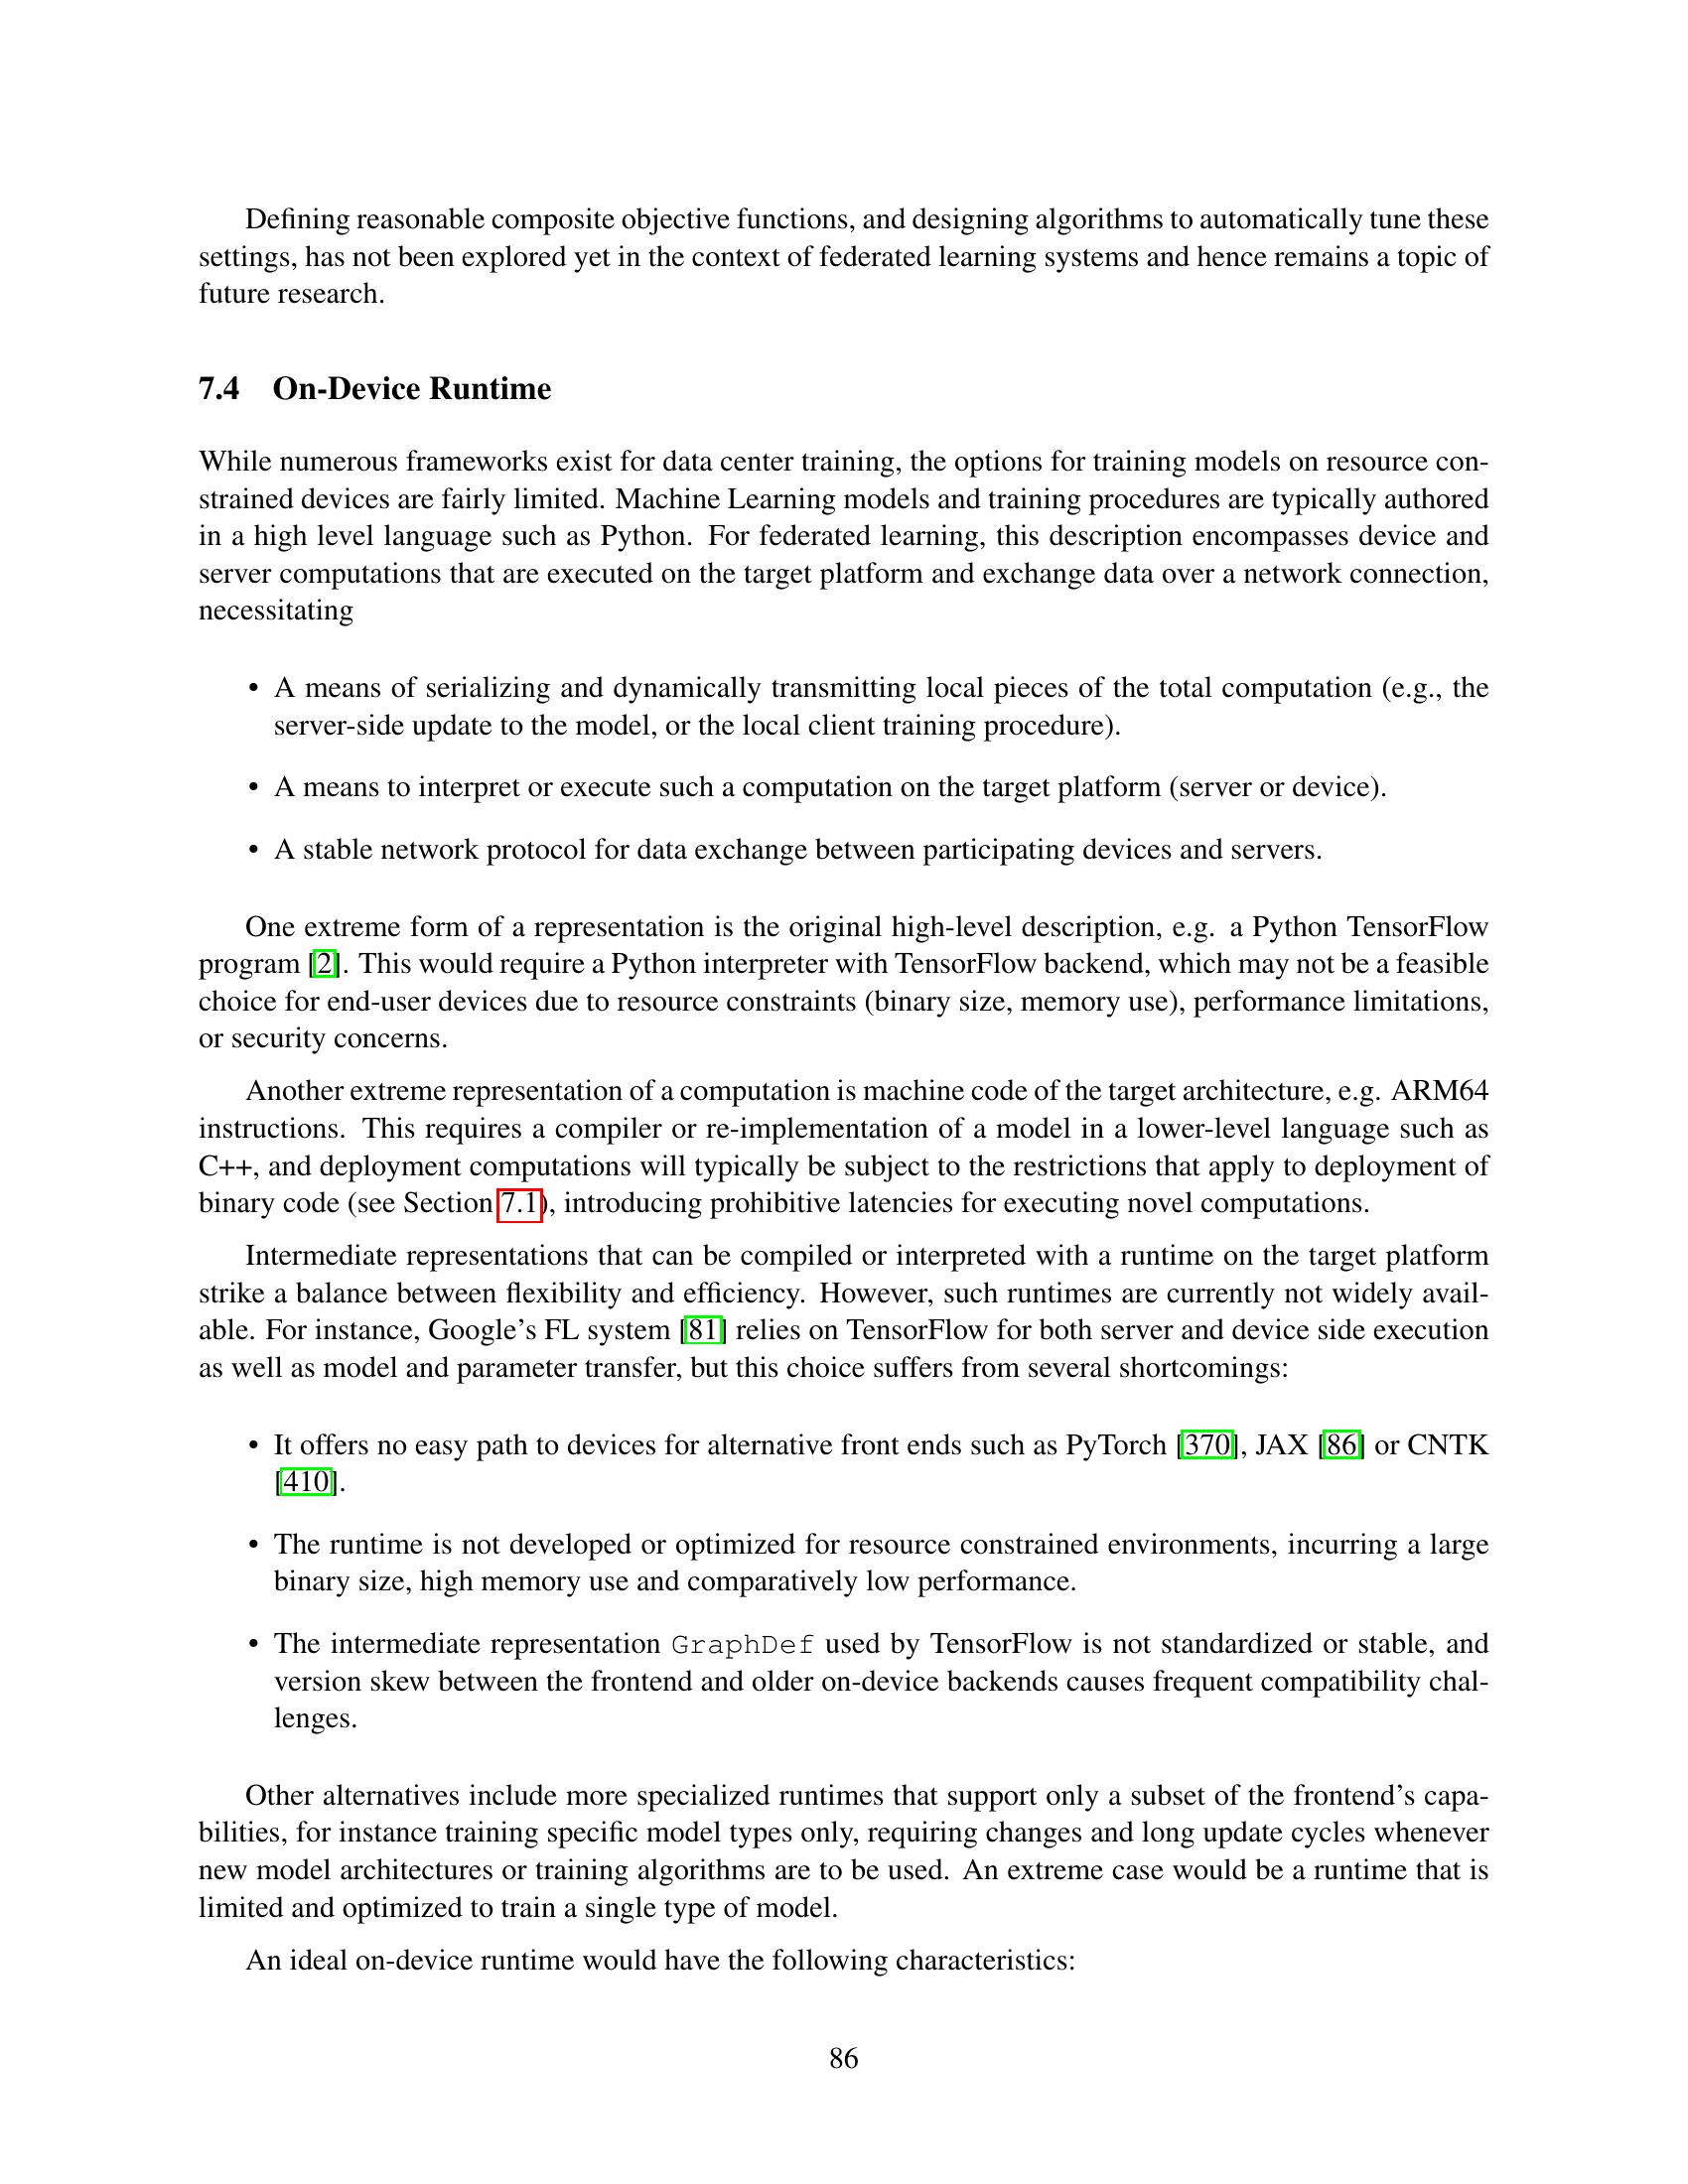 Defining reasonable composite objective functions, and designing algorithms to automatically tune these
settings, has not been explored yet in the context of federated learning systems and hence remains a topic of
future research.
7.4 On-Device Runtime
While numerous frameworks exist for data center training, the options for training models on resource con-
strained devices are fairly limited. Machine Learning models and training procedures are typically authored
in a high level language such as Python. For federated learning, this description encompasses device and
server computations that are executed on the target platform and exchange data over a network connection,
necessitating
• A means of serializing and dynamically transmitting local pieces of the total computation (e.g., the
server-side update to the model, or the local client training procedure).
• A means to interpret or execute such a computation on the target platform (server or device).
• A stable network protocol for data exchange between participating devices and servers.
One extreme form of a representation is the original high-level description, e.g. a Python TensorFlow
program [2]. This would require a Python interpreter with TensorFlow backend, which may not be a feasible
choice for end-user devices due to resource constraints (binary size, memory use), performance limitations,
or security concerns.
Another extreme representation of a computation is machine code of the target architecture, e.g. ARM64
instructions. This requires a compiler or re-implementation of a model in a lower-level language such as
C++, and deployment computations will typically be subject to the restrictions that apply to deployment of
binary code (see Section 7.1), introducing prohibitive latencies for executing novel computations.
Intermediate representations that can be compiled or interpreted with a runtime on the target platform
strike a balance between flexibility and efficiency. However, such runtimes are currently not widely avail-
able. For instance, Google's FL system [81] relies on TensorFlow for both server and device side execution
as well as model and parameter transfer, but this choice suffers from several shortcomings:
• It offers no easy path to devices for alternative front ends such as PyTorch [370], JAX [86] or CNTK
[410].
• The runtime is not developed or optimized for resource constrained environments, incurring a large
binary size, high memory use and comparatively low performance.
• The intermediate representation GraphDef used by TensorFlow is not standardized or stable, and
version skew between the frontend and older on-device backends causes frequent compatibility chal-
lenges.
Other alternatives include more specialized runtimes that support only a subset of the frontend's capa-
bilities, for instance training specific model types only, requiring changes and long update cycles whenever
new model architectures or training algorithms are to be used. An extreme case would be a runtime that is
limited and optimized to train a single type of model.
An ideal on-device runtime would have the following characteristics:
86